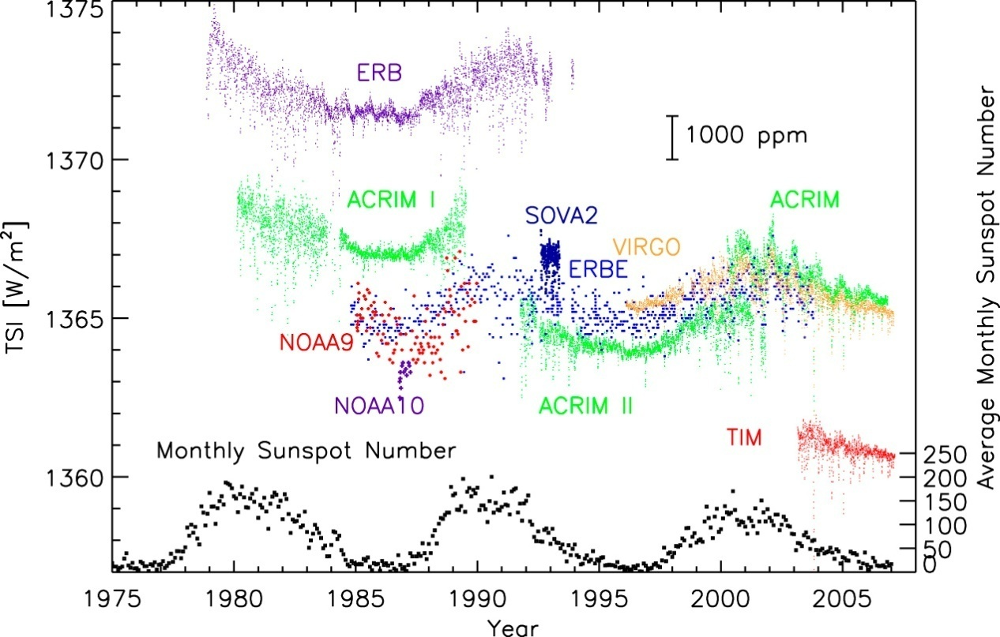 1375
1370
1365
1360
TSI [W/m²]
ERB
1000 ppm
ACRIM I
SOVA2
ACRIM
VIRGO
ERBE
NOAA9
NOAA10
ACRIM II
TIM
Monthly Sunspot Number
250
200
150
100
50
0
Average Monthly Sunspot Number
1975 1980 1985 1990 1995 2000 2005
Year